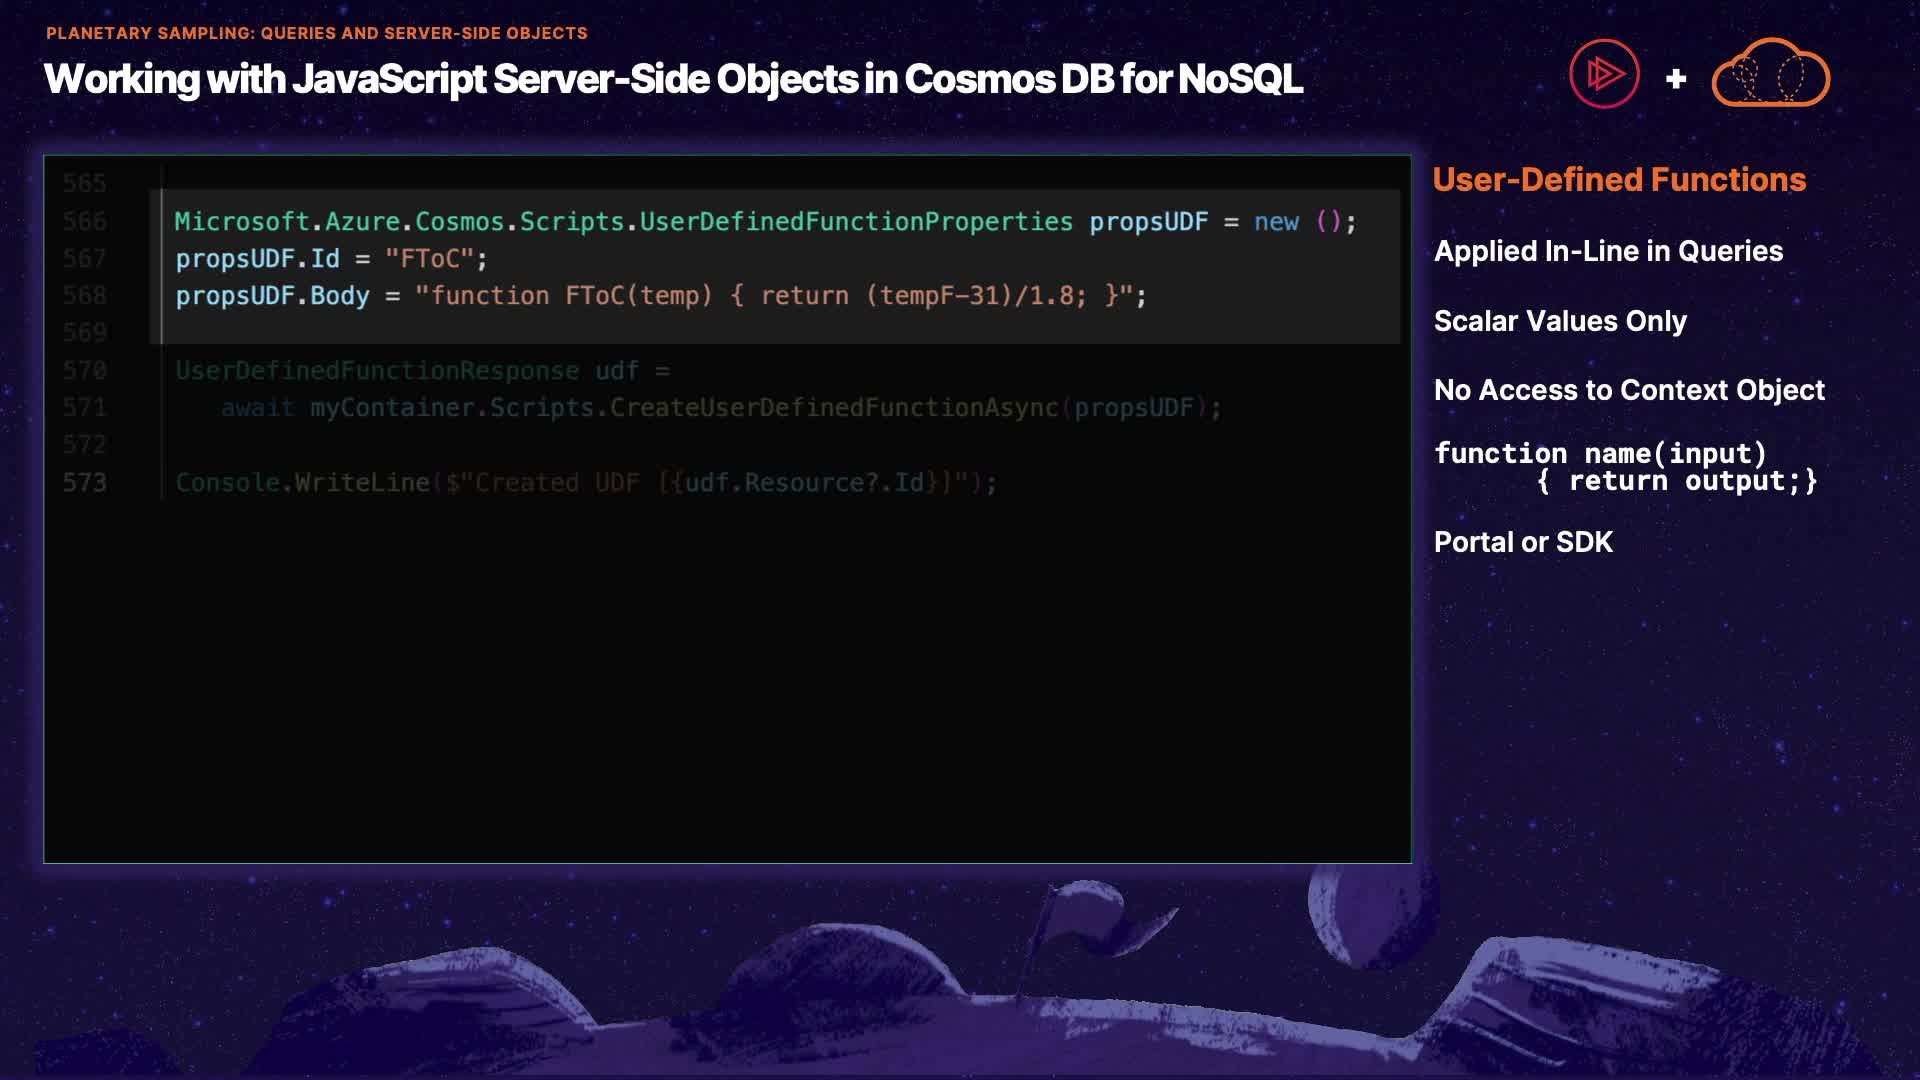 PLANETARY SAMPLING: QUERIES AND SERVER-SIDE OBJECTS
Working with JavaScript Server-Side Objects in Cosmos DB for NoSQL
+
565
566 Microsoft.Azure.Cosmos.Scripts.UserDefinedFunctionProperties propsUDF = new ();
567 propsUDF.Id = "FToC";
568 propsUDF.Body = "function FToC(temp) { return (tempF-31)/1.8; }";
569
570 UserDefinedFunctionResponse udf =
571 await myContainer.Scripts.CreateUserDefinedFunctionAsync(propsUDF);
572
573 Console.WriteLine($"Created UDF [{udf.Resource?.Id}]");
User-Defined Functions
Applied In-Line in Queries
Scalar Values Only
No Access to Context Object
function name(input)
{ return output;}
Portal or SDK